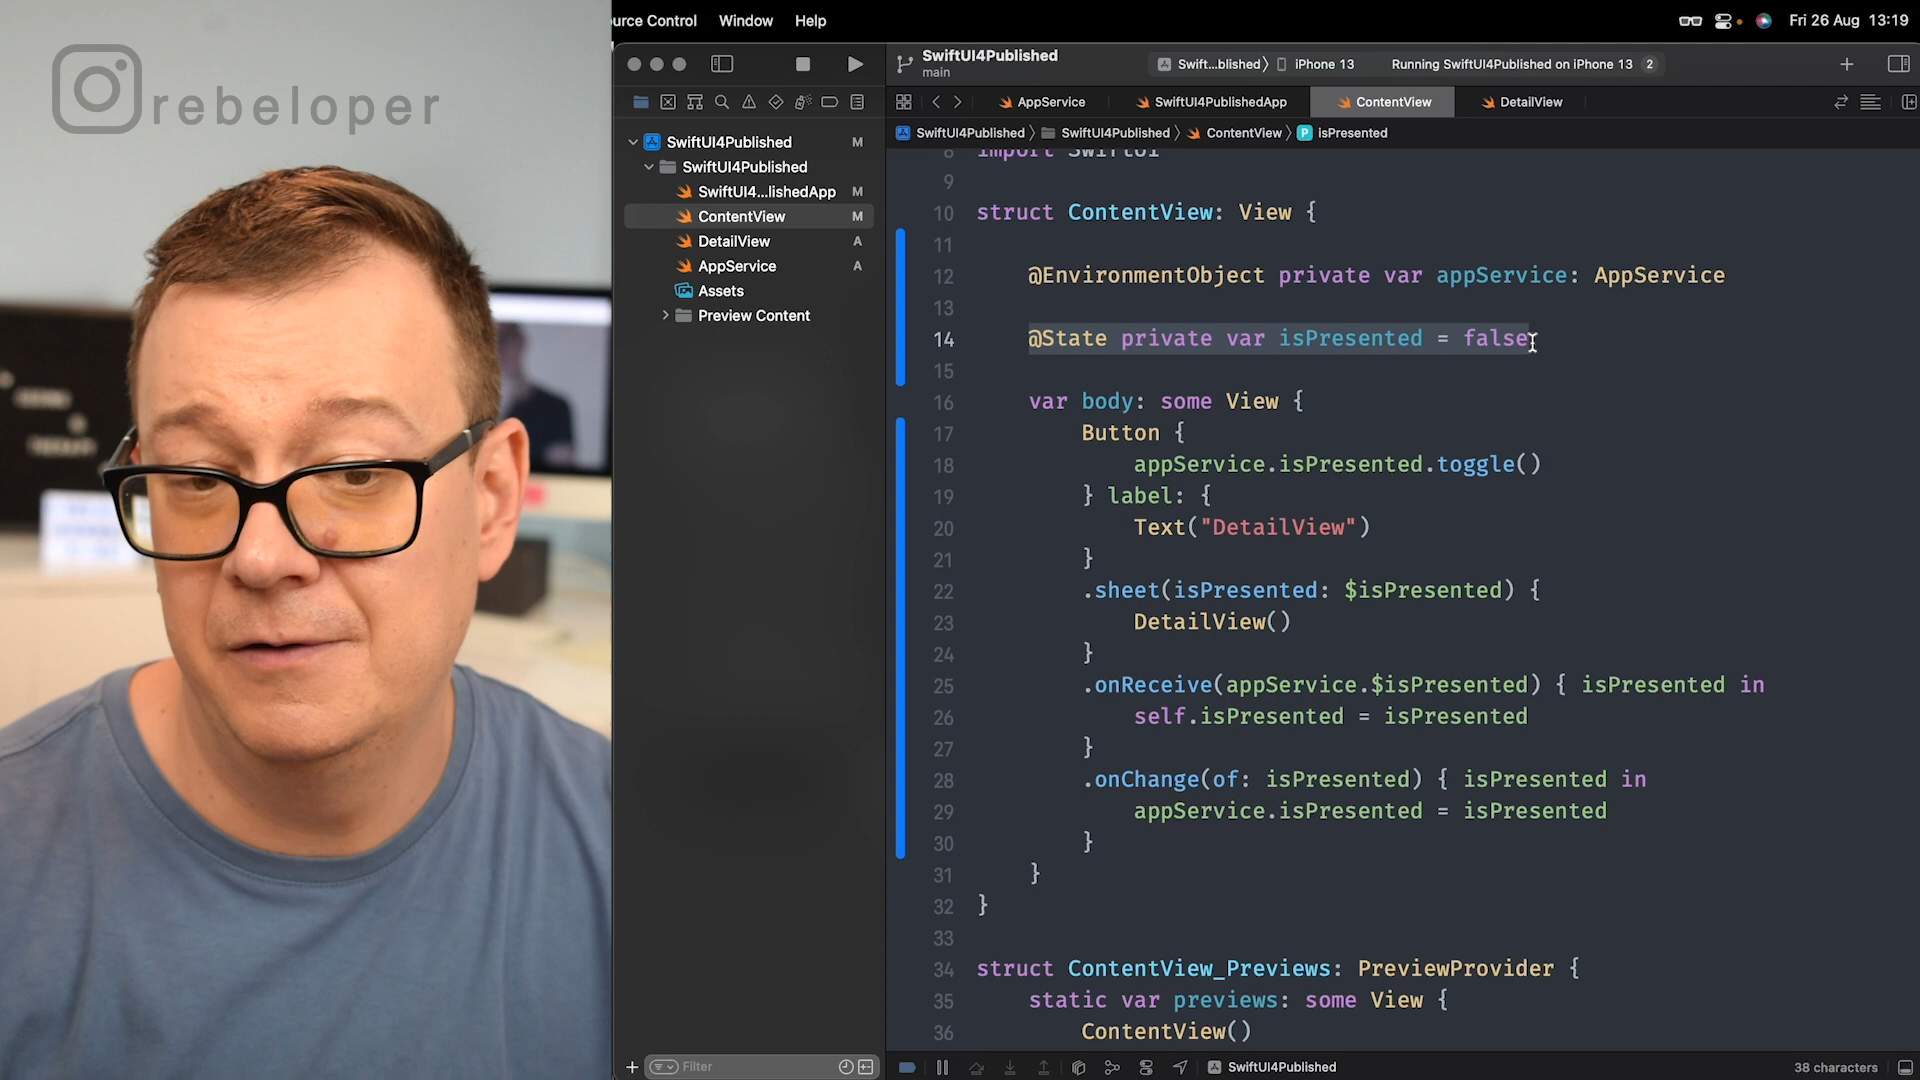 rebeloper
urce Control Window Help
Fri 26 Aug 13:19
SwiftUI4Published
main
Swift...blished⟩ iPhone 13 Running SwiftUI4Published on iPhone 13 2
AppService SwiftUI4PublishedApp ContentView DetailView
SwiftUI4Published ⟩ SwiftUI4Published ⟩ ContentView ⟩ P isPresented
SwiftUI4Published M
SwiftUI4Published
SwiftUI4...lishedApp M
ContentView M
DetailView A
AppService A
Assets
Preview Content
8 import SwiftUI
9
10 struct ContentView: View {
11
12 @EnvironmentObject private var appService: AppService
13
14 @State private var isPresented = false
15
16 var body: some View {
17 Button {
18 appService.isPresented.toggle()
19 } label: {
20 Text("DetailView")
21 }
22 .sheet(isPresented: $isPresented) {
23 DetailView()
24 }
25 .onReceive(appService.$isPresented) { isPresented in
26 self.isPresented = isPresented
27 }
28 .onChange(of: isPresented) { isPresented in
29 appService.isPresented = isPresented
30 }
31 }
32 }
33
34 struct ContentView_Previews: PreviewProvider {
35 static var previews: some View {
36 ContentView()
Filter
SwiftUI4Published
38 characters